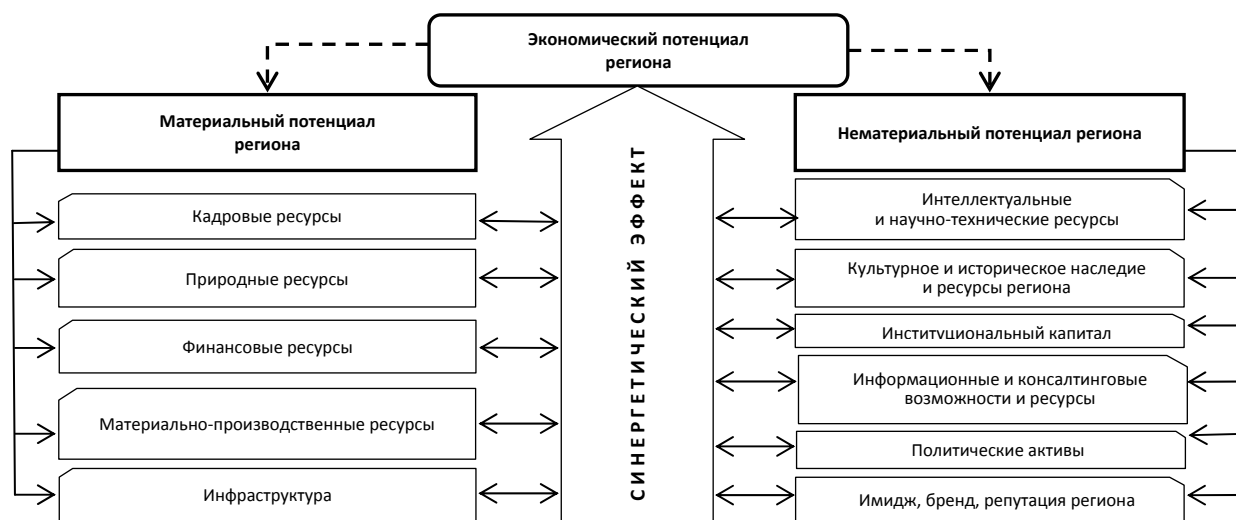 Экономический потенциал
региона
Материальный потенциал
региона
Кадровые ресурсы
Природные ресурсы
Финансовые ресурсы
Материально-производственные ресурсы
Инфраструктура
СИНЕРГЕТИЧЕСКИЙ ЭФФЕКТ
Нематериальный потенциал региона
Интеллектуальные
и научно-технические ресурсы
Культурное и историческое наследие
и ресурсы региона
Институциональный капитал
Информационные и консалтинговые
возможности и ресурсы
Политические активы
Имидж, бренд, репутация региона